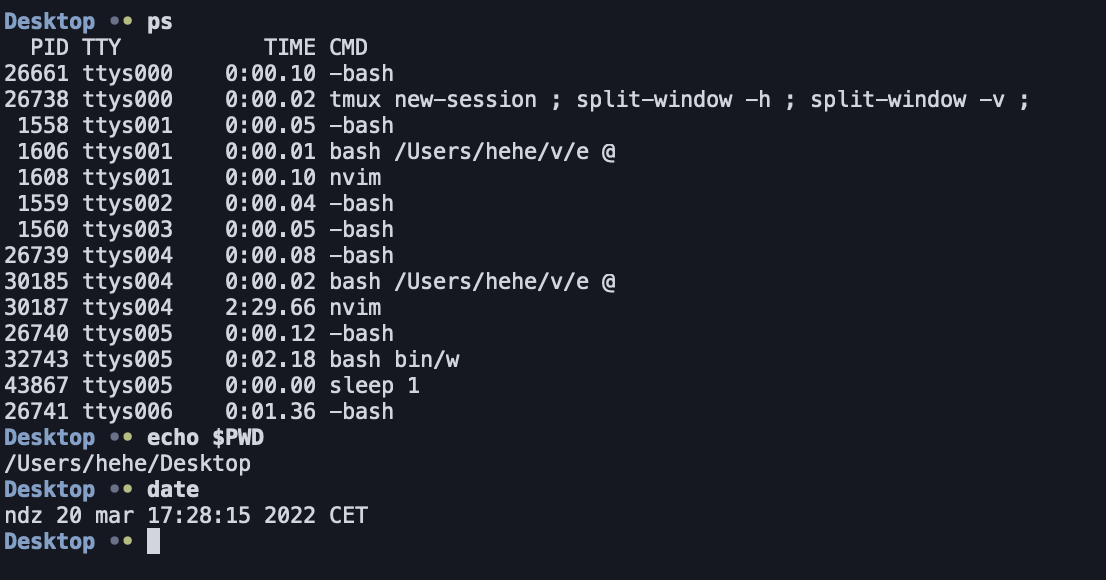 Desktop •• ps
  PID TTY           TIME CMD
26661 ttys000    0:00.10 -bash
26738 ttys000    0:00.02 tmux new-session ; split-window -h ; split-window -v ;
 1558 ttys001    0:00.05 -bash
 1606 ttys001    0:00.01 bash /Users/hehe/v/e @
 1608 ttys001    0:00.10 nvim
 1559 ttys002    0:00.04 -bash
 1560 ttys003    0:00.05 -bash
26739 ttys004    0:00.08 -bash
30185 ttys004    0:00.02 bash /Users/hehe/v/e @
30187 ttys004    2:29.66 nvim
26740 ttys005    0:00.12 -bash
32743 ttys005    0:02.18 bash bin/w
43867 ttys005    0:00.00 sleep 1
26741 ttys006    0:01.36 -bash
Desktop •• echo $PWD
/Users/hehe/Desktop
Desktop •• date
ndz 20 mar 17:28:15 2022 CET
Desktop ••